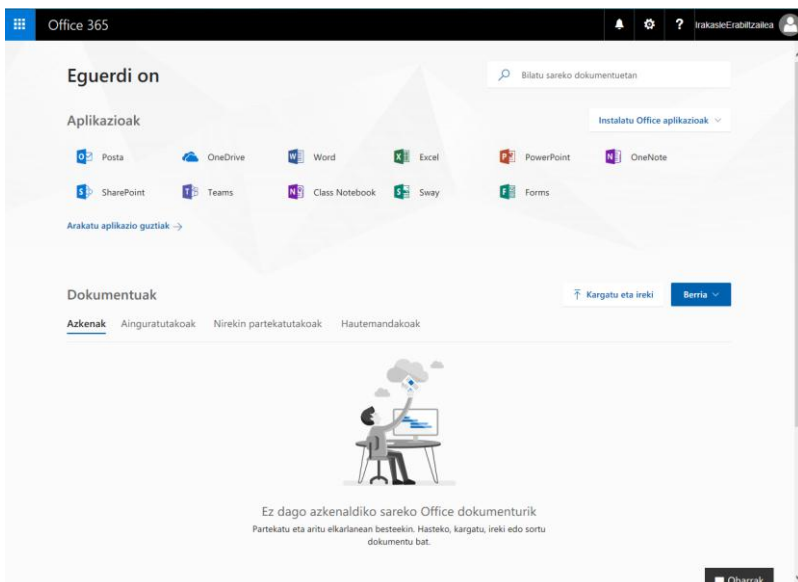 Office 365
? IrakasleErabiltzailea
Eguerdi on
Bilatu sareko dokumentuetan
Aplikazioak
Instalatu Office aplikazioak
Posta OneDrive Word Excel PowerPoint OneNote
SharePoint Teams Class Notebook Sway Forms
Arakatu aplikazio guztiak →
Dokumentuak
Kargatu eta ireki
Berria
Azkenak Ainguratutakoak Nirekin partekatutakoak Hautemandakoak
Ez dago azkenaldiko sareko Office dokumenturik
Partekatu eta aritu elkarlanean besteekin. Hasteko, kargatu, ireki edo sortu
dokumentu bat.
Oharrak